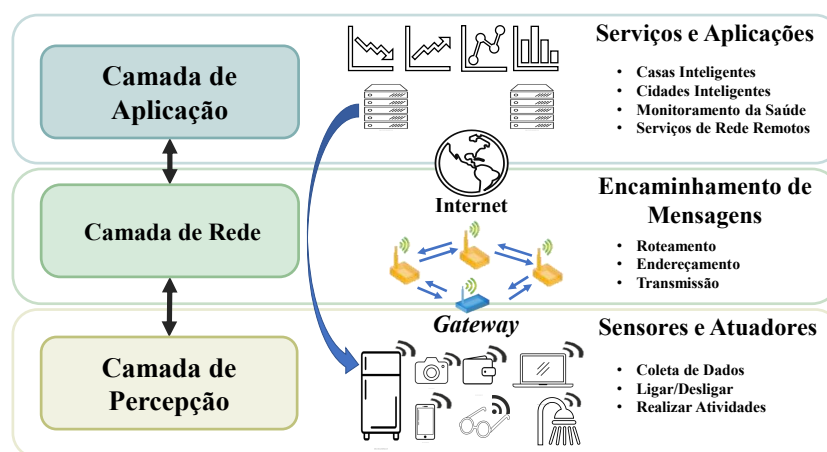 Camada de
Aplicação
Serviços e Aplicações
• Casas Inteligentes
• Cidades Inteligentes
• Monitoramento da Saúde
• Serviços de Rede Remotos
Internet
Camada de Rede
Encaminhamento de
Mensagens
• Roteamento
• Endereçamento
• Transmissão
Gateway
Camada de
Percepção
Sensores e Atuadores
• Coleta de Dados
• Ligar/Desligar
• Realizar Atividades